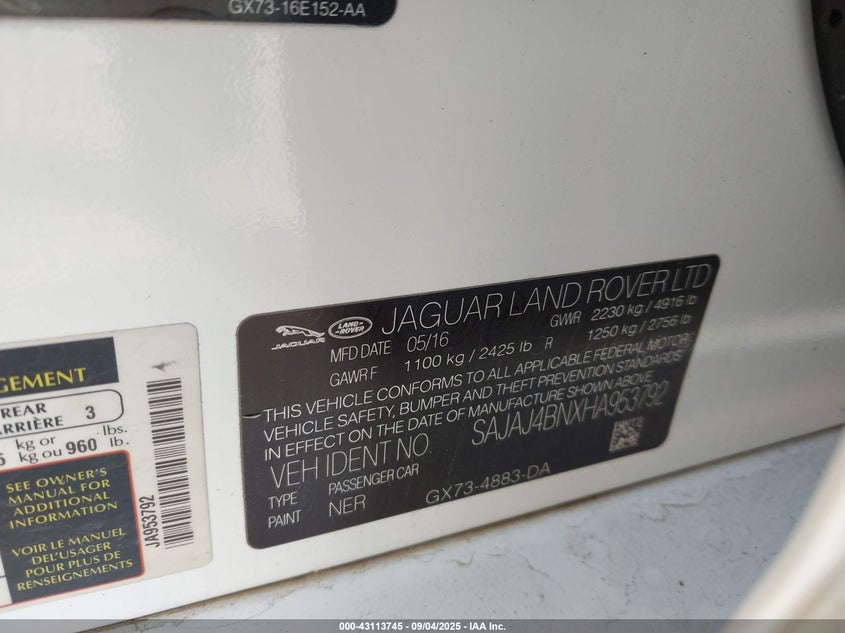 GX73-16E152-AA
JAGUAR
LAND
ROVER
JAGUAR LAND ROVER LTD
MFD DATE 05/16 GVWR 2230 kg / 4916 lb
GAWR F 1100 kg / 2425 lb R 1250 kg / 2756 lb
THIS VEHICLE CONFORMS TO ALL APPLICABLE FEDERAL MOTOR
VEHICLE SAFETY, BUMPER AND THEFT PREVENTION STANDARDS
IN EFFECT ON THE DATE OF MANUFACTURE SHOWN ABOVE
VEH IDENT NO. SAJAJ4BNXHA953792
TYPE PASSENGER CAR
PAINT NER GX73-4883-DA
GEMENT
REAR
ARRIÈRE 3
5 kg or lbs.
kg ou 960 lb.
SEE OWNER'S
MANUAL FOR
ADDITIONAL
INFORMATION
VOIR LE MANUEL
DEL'USAGER
POUR PLUS DE
RENSEIGNEMENTS
JA953792
000-43113745 - 09/04/2025 - IAA Inc.